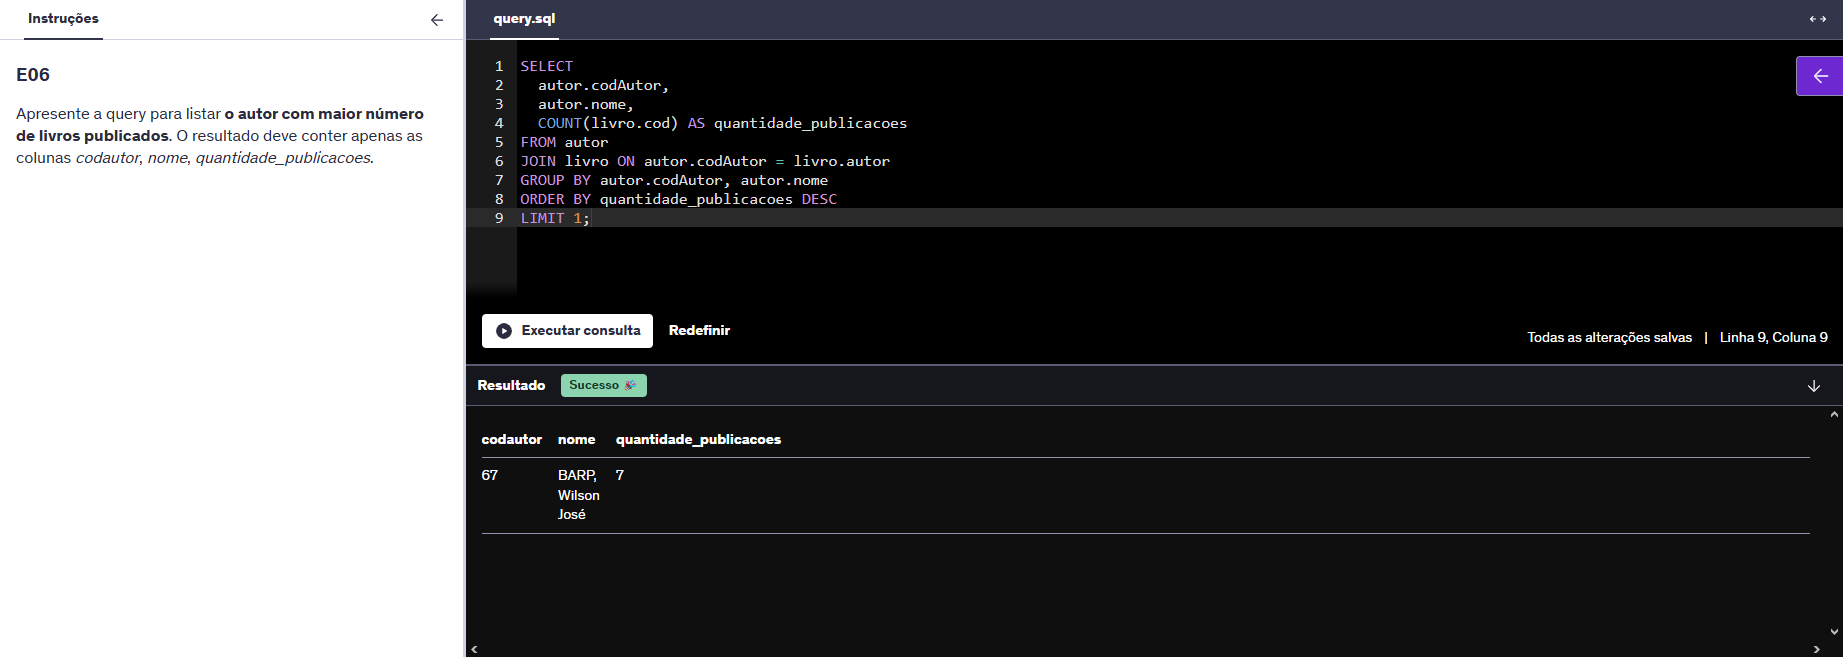 Instruções
E06
Apresente a query para listar o autor com maior número
de livros publicados. O resultado deve conter apenas as
colunas codautor, nome, quantidade_publicacoes.
query.sql
1 SELECT
2 autor.codAutor,
3 autor.nome,
4 COUNT(livro.cod) AS quantidade_publicacoes
5 FROM autor
6 JOIN livro ON autor.codAutor = livro.autor
7 GROUP BY autor.codAutor, autor.nome
8 ORDER BY quantidade_publicacoes DESC
9 LIMIT 1;
Executar consulta Redefinir
Todas as alterações salvas | Linha 9, Coluna 9
Resultado Sucesso 🎉
codautor nome quantidade_publicacoes
67 BARP, 7
Wilson
José